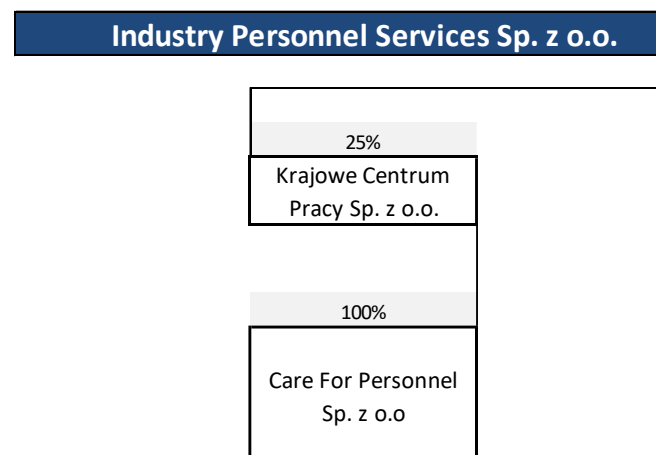 Industry Personnel Services Sp. z o.o.
25%
Krajowe Centrum
Pracy Sp. z o.o.
100%
Care For Personnel
Sp. z o.o